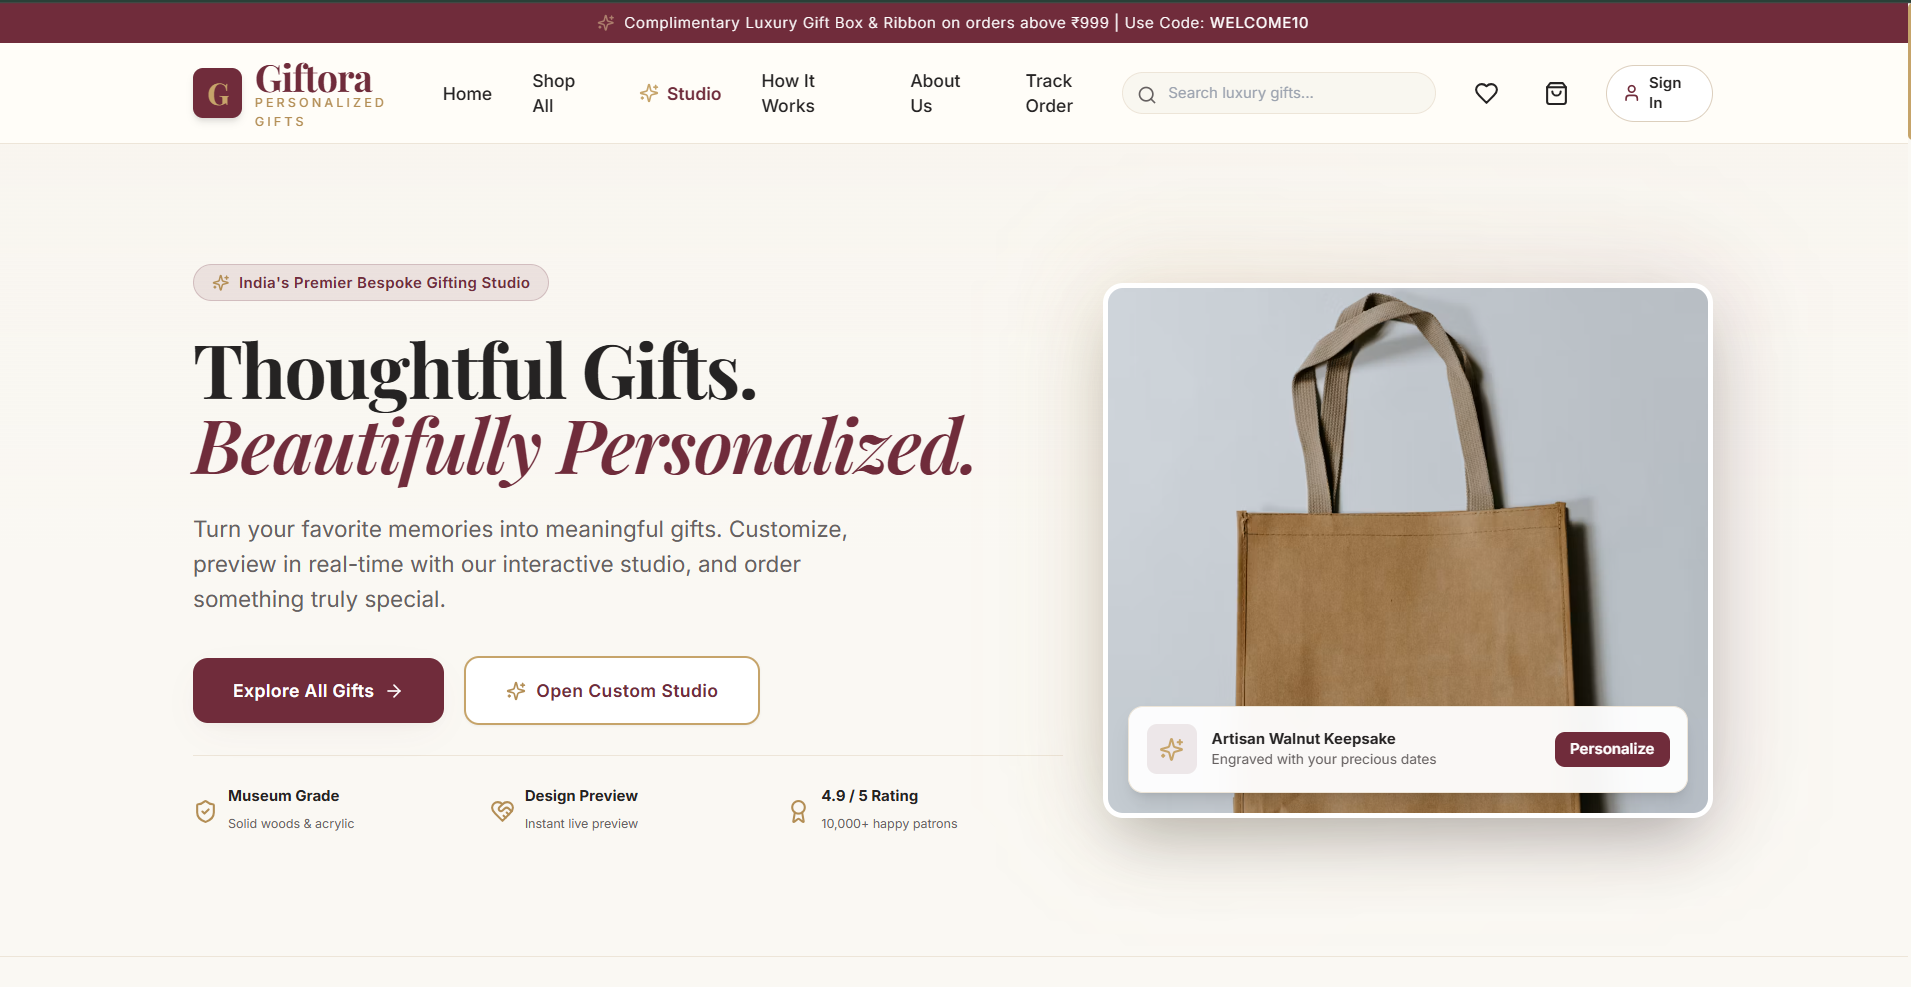 Complimentary Luxury Gift Box & Ribbon on orders above ₹999 | Use Code: WELCOME10
G
Giftora
PERSONALIZED
GIFTS
Home
Shop
All
Studio
How It
Works
About
Us
Track
Order
Search luxury gifts...
Sign
In
India's Premier Bespoke Gifting Studio
Thoughtful Gifts.
Beautifully Personalized.
Turn your favorite memories into meaningful gifts. Customize,
preview in real-time with our interactive studio, and order
something truly special.
Explore All Gifts
Open Custom Studio
Museum Grade
Solid woods & acrylic
Design Preview
Instant live preview
4.9 / 5 Rating
10,000+ happy patrons
Artisan Walnut Keepsake
Engraved with your precious dates
Personalize